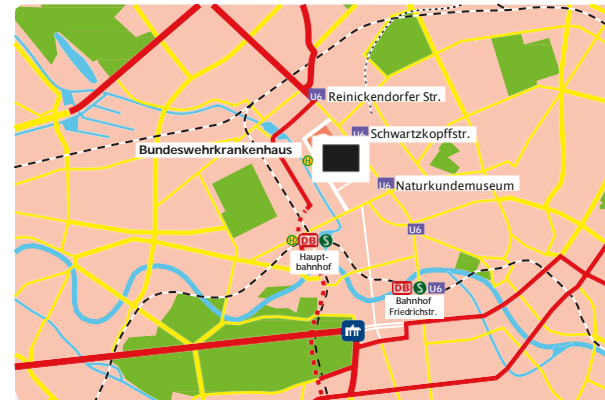 U6 Reinickendorfer Str.
U6 Schwartzkopffstr.
Bundeswehrkrankenhaus H
U6 Naturkundemuseum
U6
H DB S
Haupt-
bahnhof
DB S U6
Bahnhof
Friedrichstr.